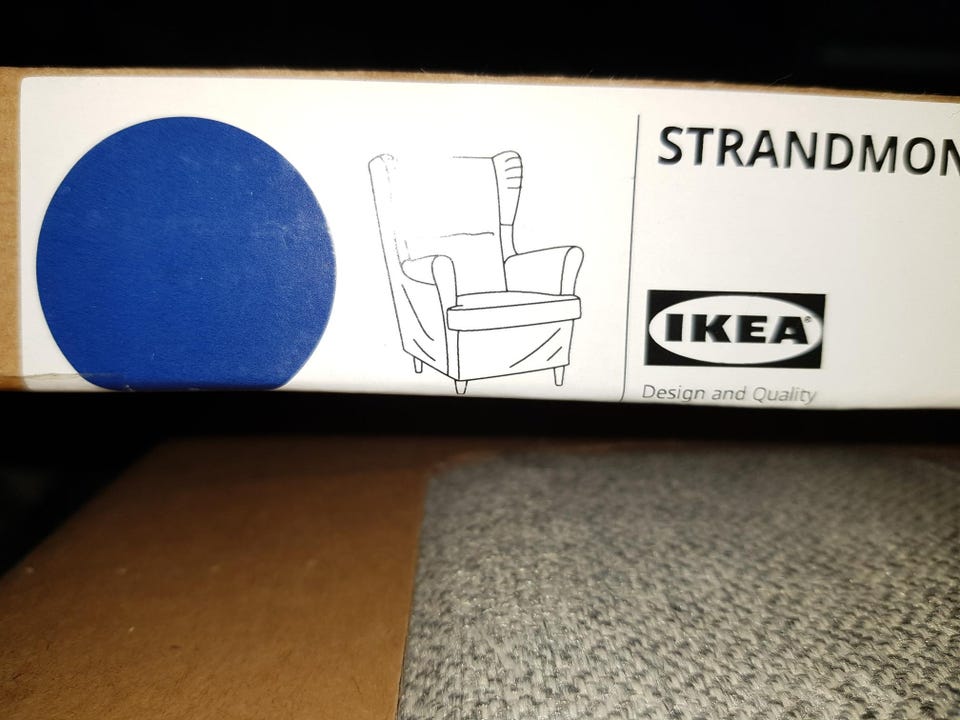 STRANDMON
IKEA®
Design and Quality